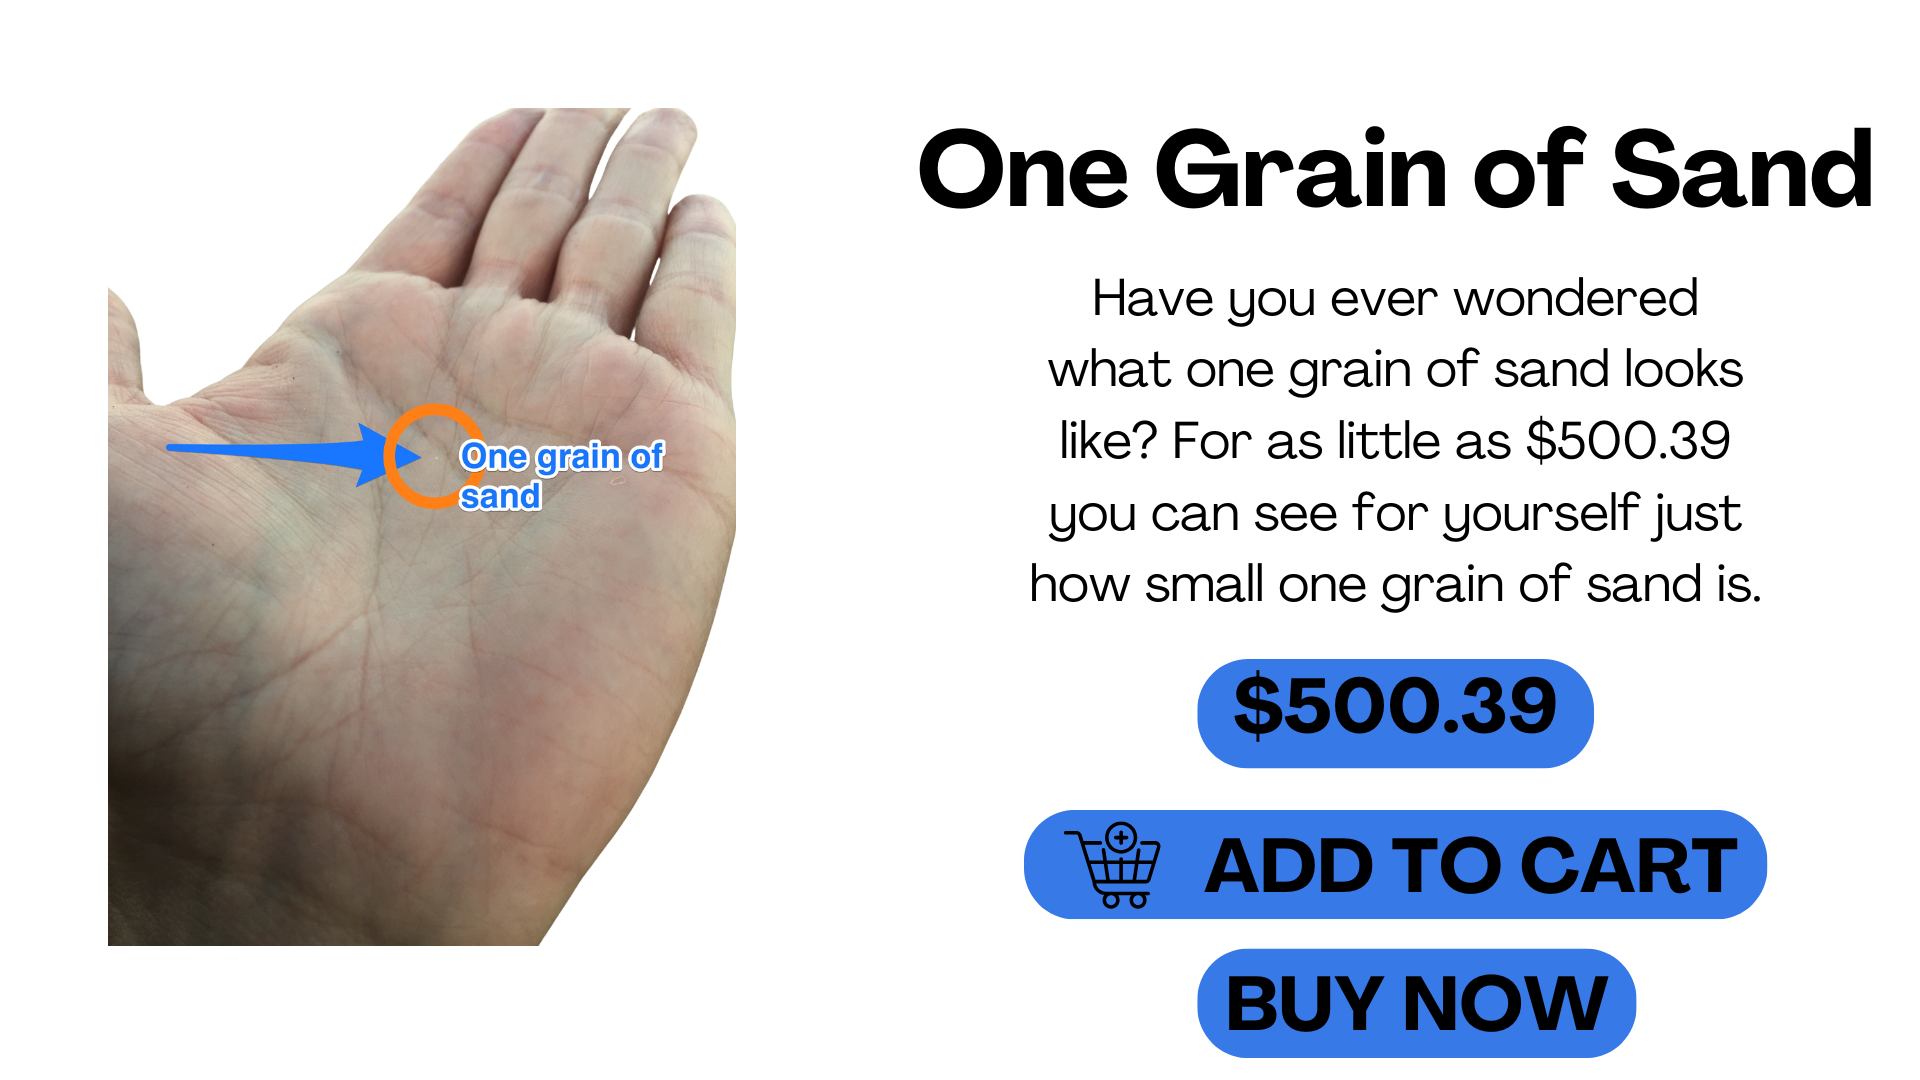 One Grain of Sand
Have you ever wondered
what one grain of sand looks
like? For as little as $500.39
you can see for yourself just
how small one grain of sand is.
One grain of
sand
$500.39
ADD TO CART
BUY NOW